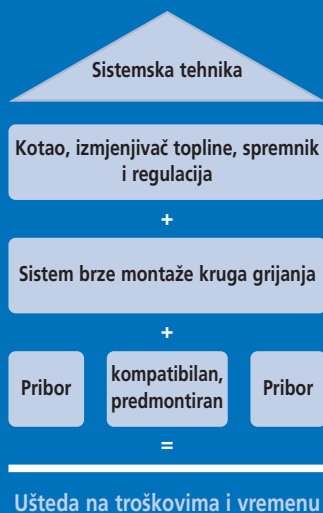 Sistemska tehnika
Kotao, izmjenjivač topline, spremnik
i regulacija
+
Sistem brze montaže kruga grijanja
+
Pribor
kompatibilan,
predmontiran
Pribor
=
Ušteda na troškovima i vremenu